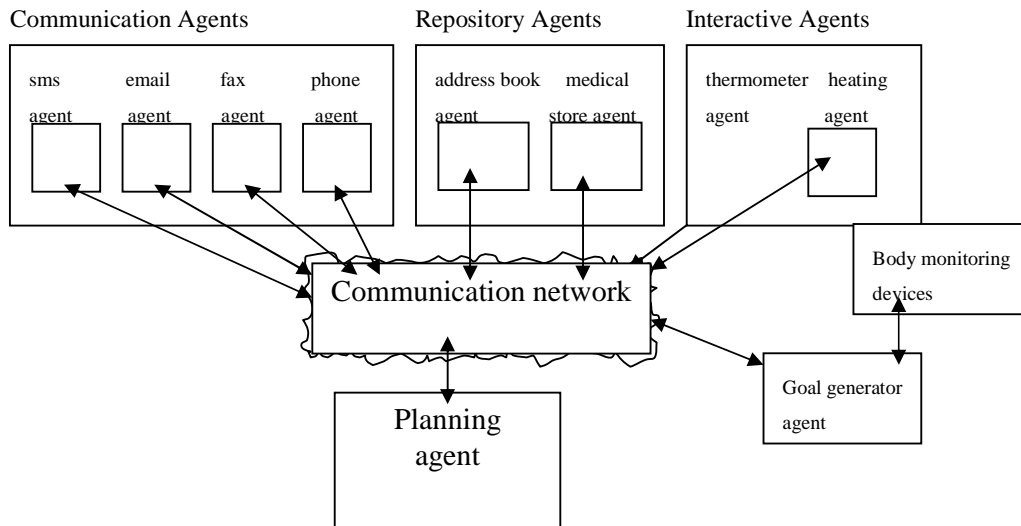 Communication Agents
Repository Agents
Interactive Agents
sms
agent
email
agent
fax
agent
phone
agent
address book
agent
medical
store agent
thermometer
agent
heating
agent
Communication network
Body monitoring
devices
Goal generator
agent
Planning
agent